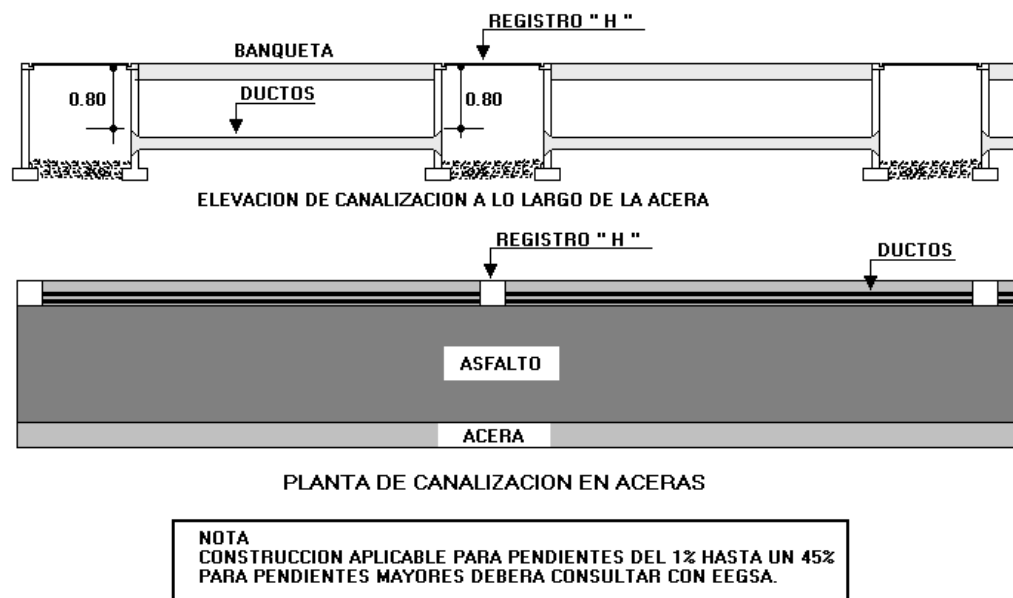 REGISTRO " H "
BANQUETA
0.80
DUCTOS
0.80
ELEVACION DE CANALIZACION A LO LARGO DE LA ACERA
REGISTRO " H "
DUCTOS
ASFALTO
ACERA
PLANTA DE CANALIZACION EN ACERAS
NOTA
CONSTRUCCION APLICABLE PARA PENDIENTES DEL 1% HASTA UN 45%
PARA PENDIENTES MAYORES DEBERA CONSULTAR CON EEGSA.